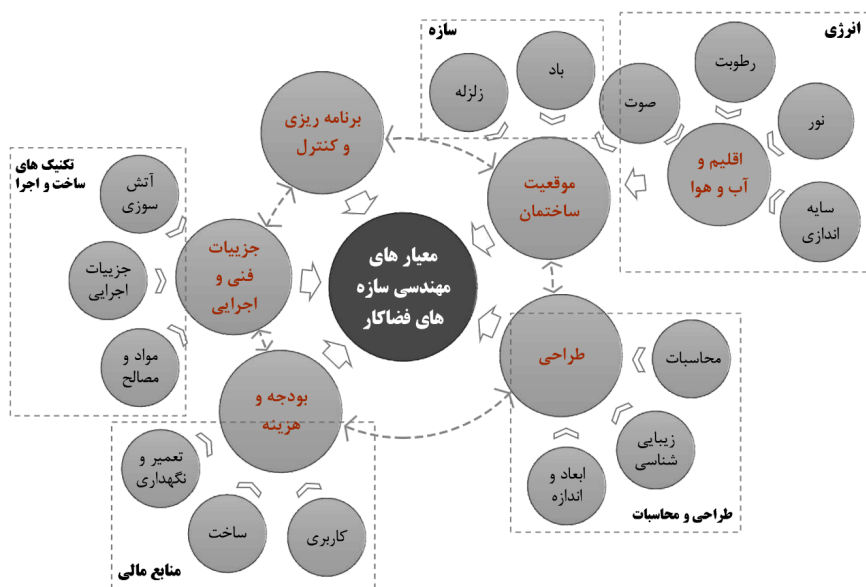 انرژی
سازه
رطوبت
باد
زلزله
صوت
نور
برنامه ریزی
و کنترل
اقلیم و
آب و هوا
موقعیت
ساختمان
سایه
اندازی
تکنیک های
ساخت و اجرا
آتش
سوزی
جزییات
فنی و
اجرایی
معیار های
مهندسی سازه
های فضاکار
جزییات
اجرایی
مواد و
مصالح
طراحی
محاسبات
بودجه و
هزینه
زیبایی
شناسی
ابعاد و
اندازه
تعمیر و
نگهداری
ساخت
کاربری
طراحی و محاسبات
منابع مالی